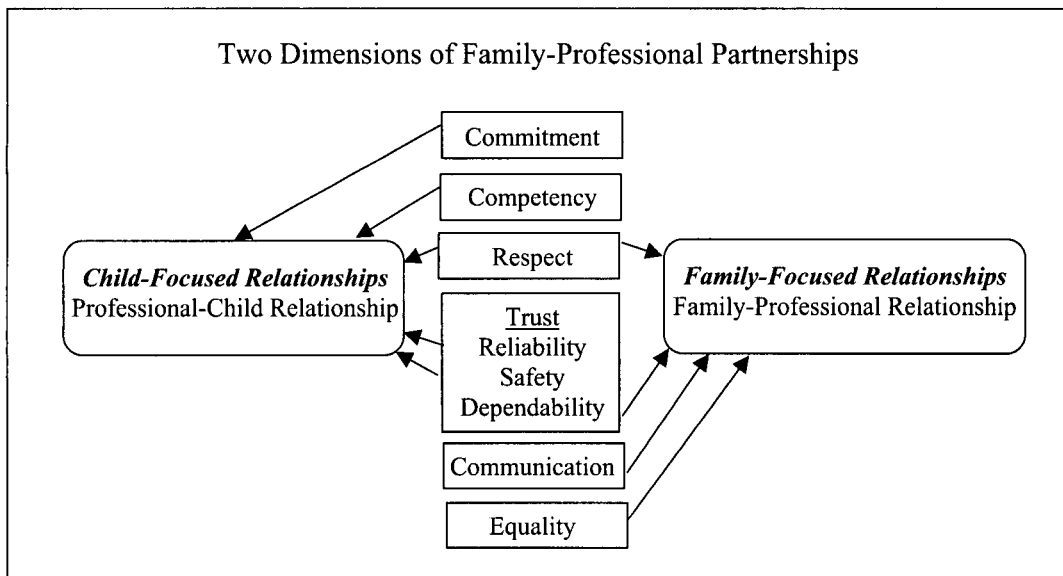 Two Dimensions of Family-Professional Partnerships
Commitment
Competency
Respect
Child-Focused Relationships
Professional-Child Relationship
Family-Focused Relationships
Family-Professional Relationship
Trust
Reliability
Safety
Dependability
Communication
Equality